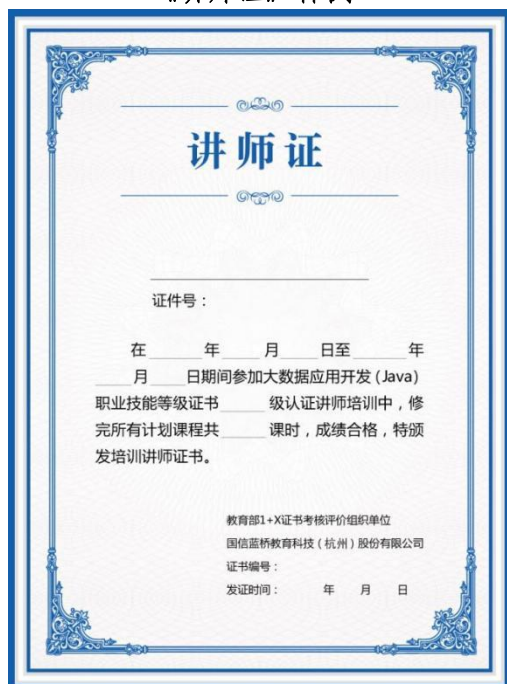 讲师证
证件号：
在 年 月 日至 年
月 日期间参加大数据应用开发(Java)
职业技能等级证书 级认证讲师培训中，修
完所有计划课程共 课时，成绩合格，特颁
发培训讲师证书。
教育部1+X证书考核评价组织单位
国信蓝桥教育科技（杭州）股份有限公司
证书编号：
发证时间： 年 月 日